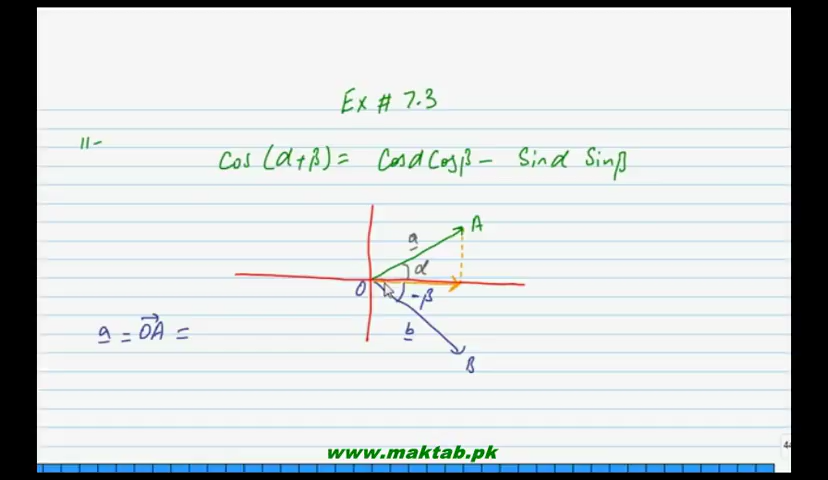 Ex # 7.3
11-
Cos (α+β) = Cosα Cosβ - Sinα Sinβ
A
a
α
O
-β
a = OA =
b
B
www.maktab.pk